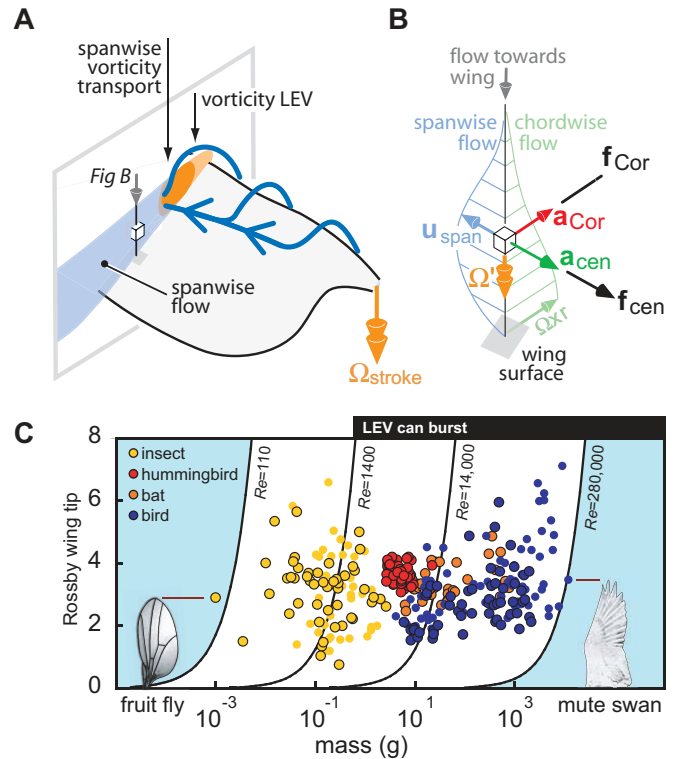 A
spanwise
vorticity
transport
vorticity LEV
Fig B
spanwise
flow
Ωstroke
B
flow towards
wing
spanwise
flow
chordwise
flow
fCor
aCor
uspan
acen
Ω'
fcen
Ωxr
wing
surface
C
LEV can burst
8
6
4
2
0
Rossby wing tip
insect
hummingbird
bat
bird
Re=110
Re=1400
Re=14,000
Re=280,000
fruit fly
10⁻³
10⁻¹
10¹
10³
mute swan
mass (g)